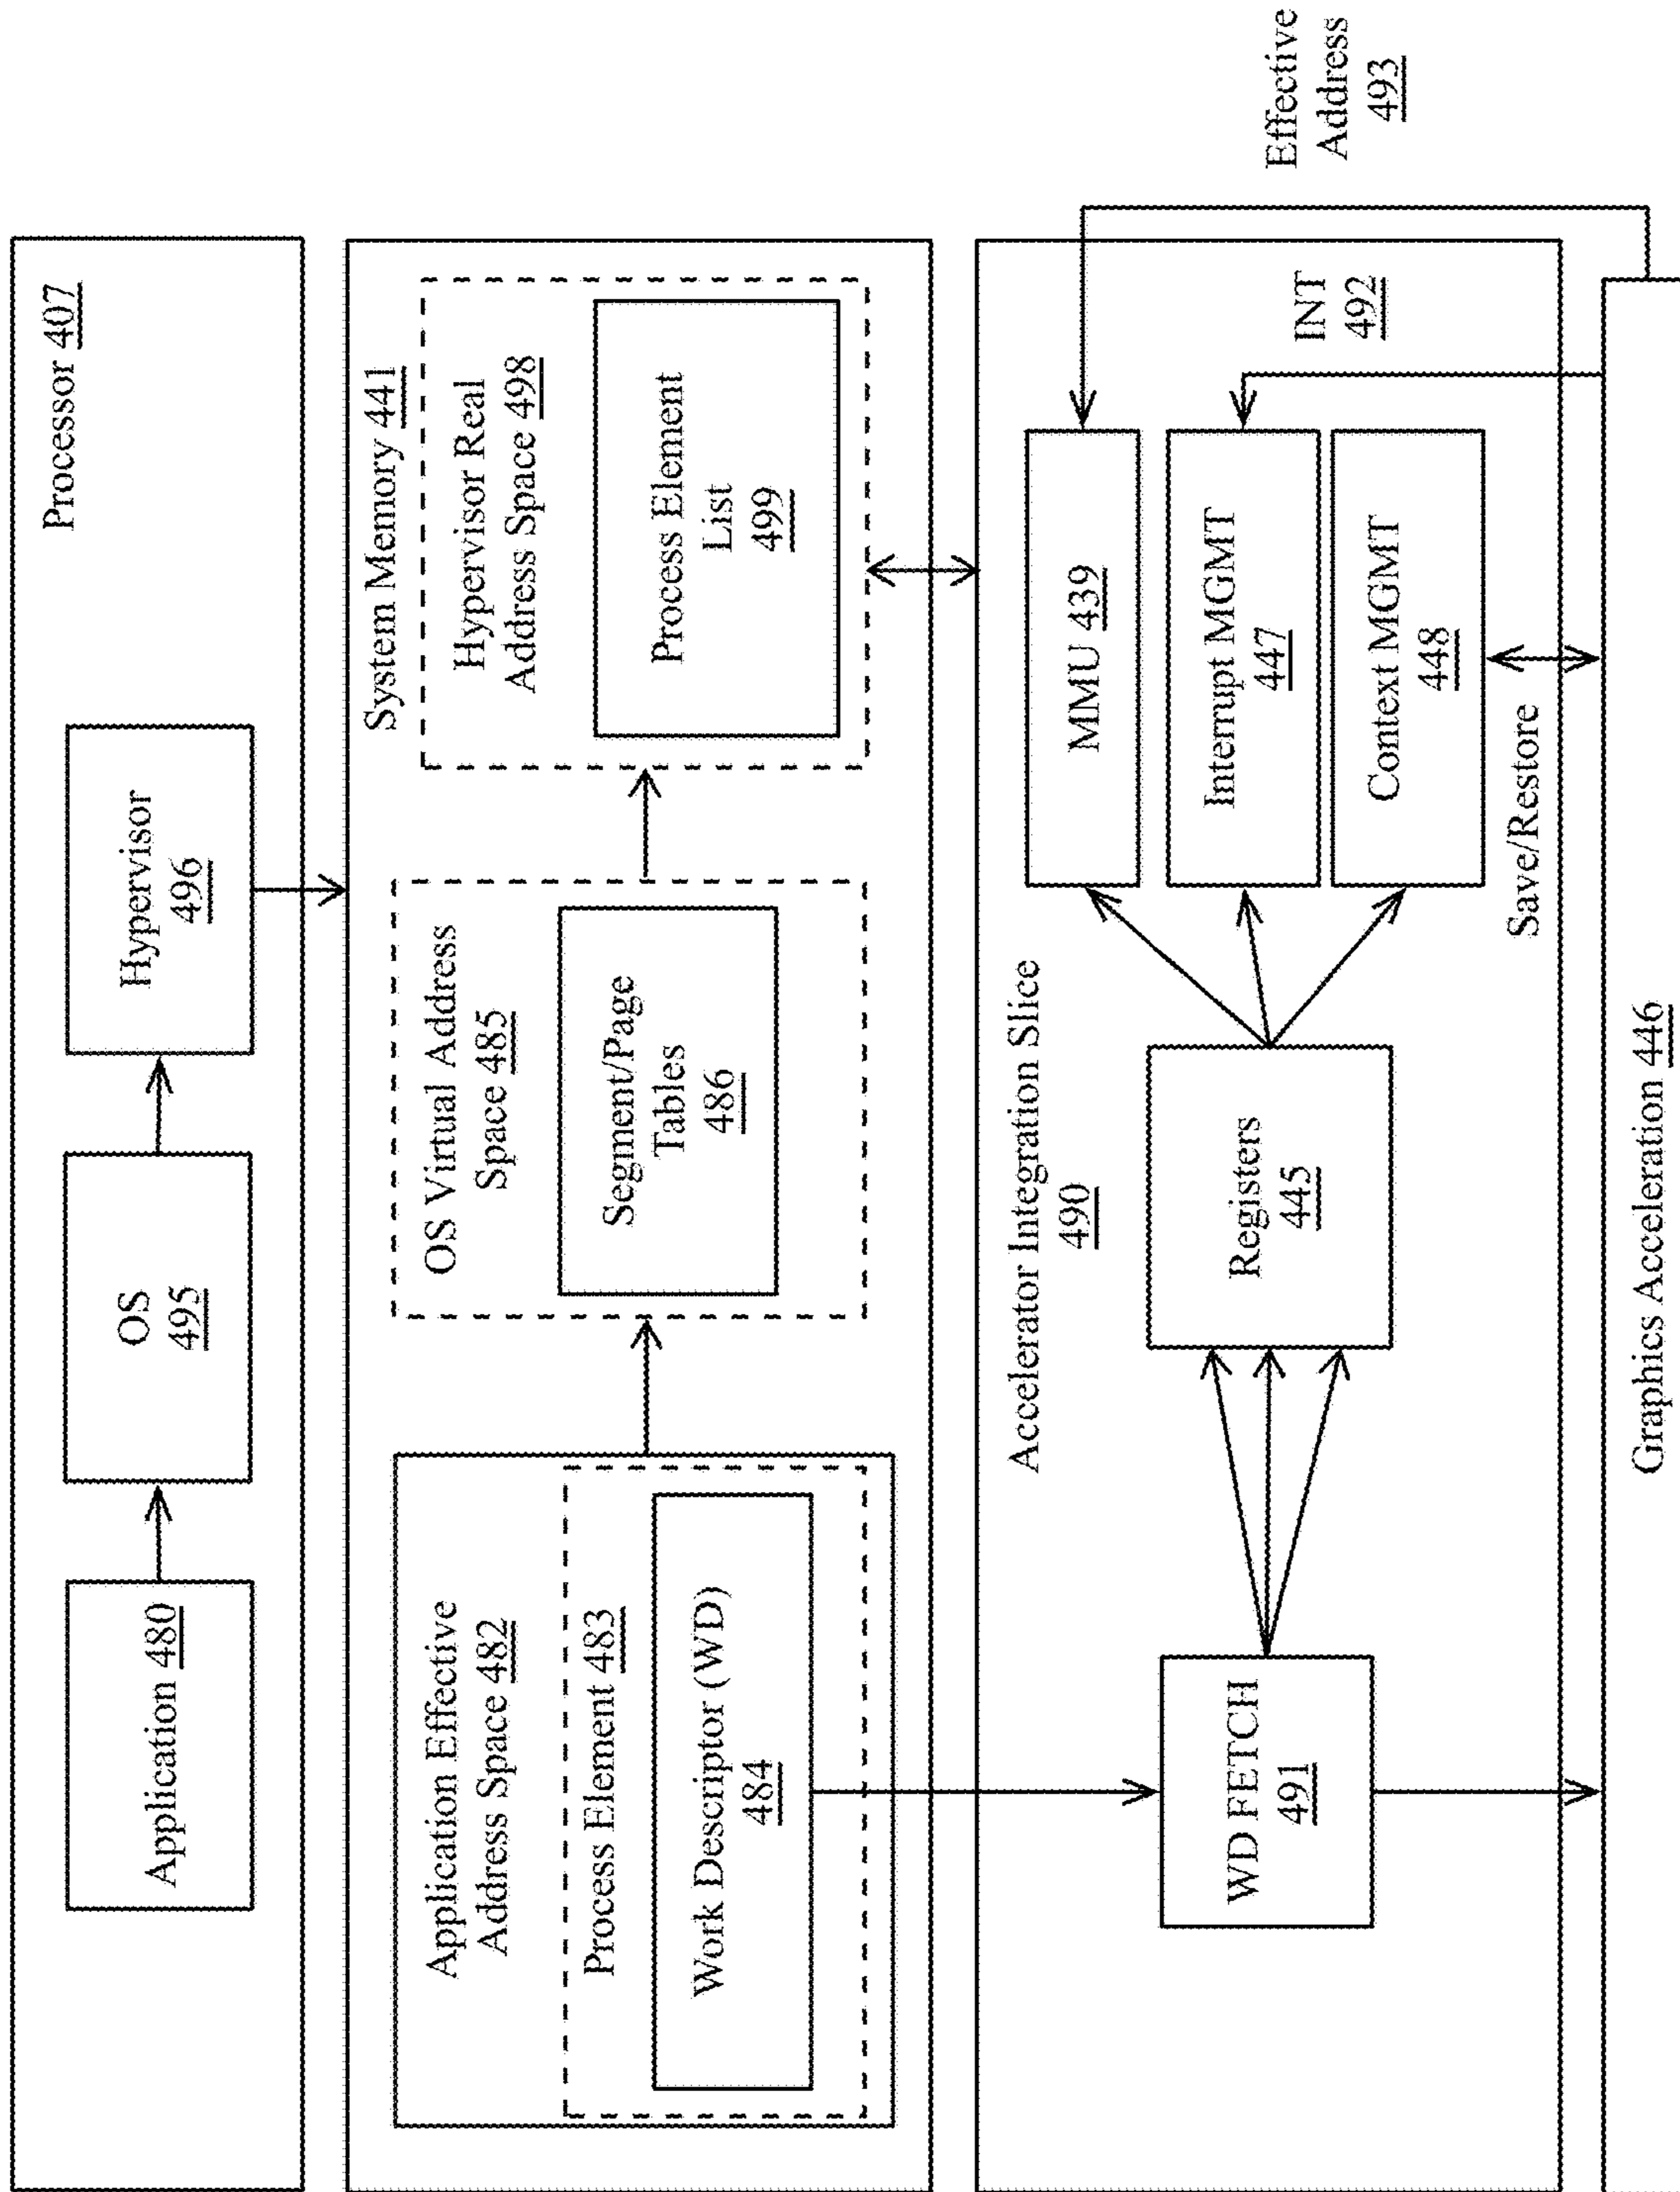 Processor 407
Application 480
OS
495
Hypervisor
496
System Memory 441
Application Effective
Address Space 482
Process Element 483
Work Descriptor (WD)
484
OS Virtual Address
Space 485
Segment/Page
Tables
486
Hypervisor Real
Address Space 498
Process Element
List
499
Accelerator Integration Slice
490
WD FETCH
491
Registers
445
MMU 439
Interrupt MGMT
447
Context MGMT
448
INT
492
Effective
Address
493
Save/Restore
Graphics Acceleration 446